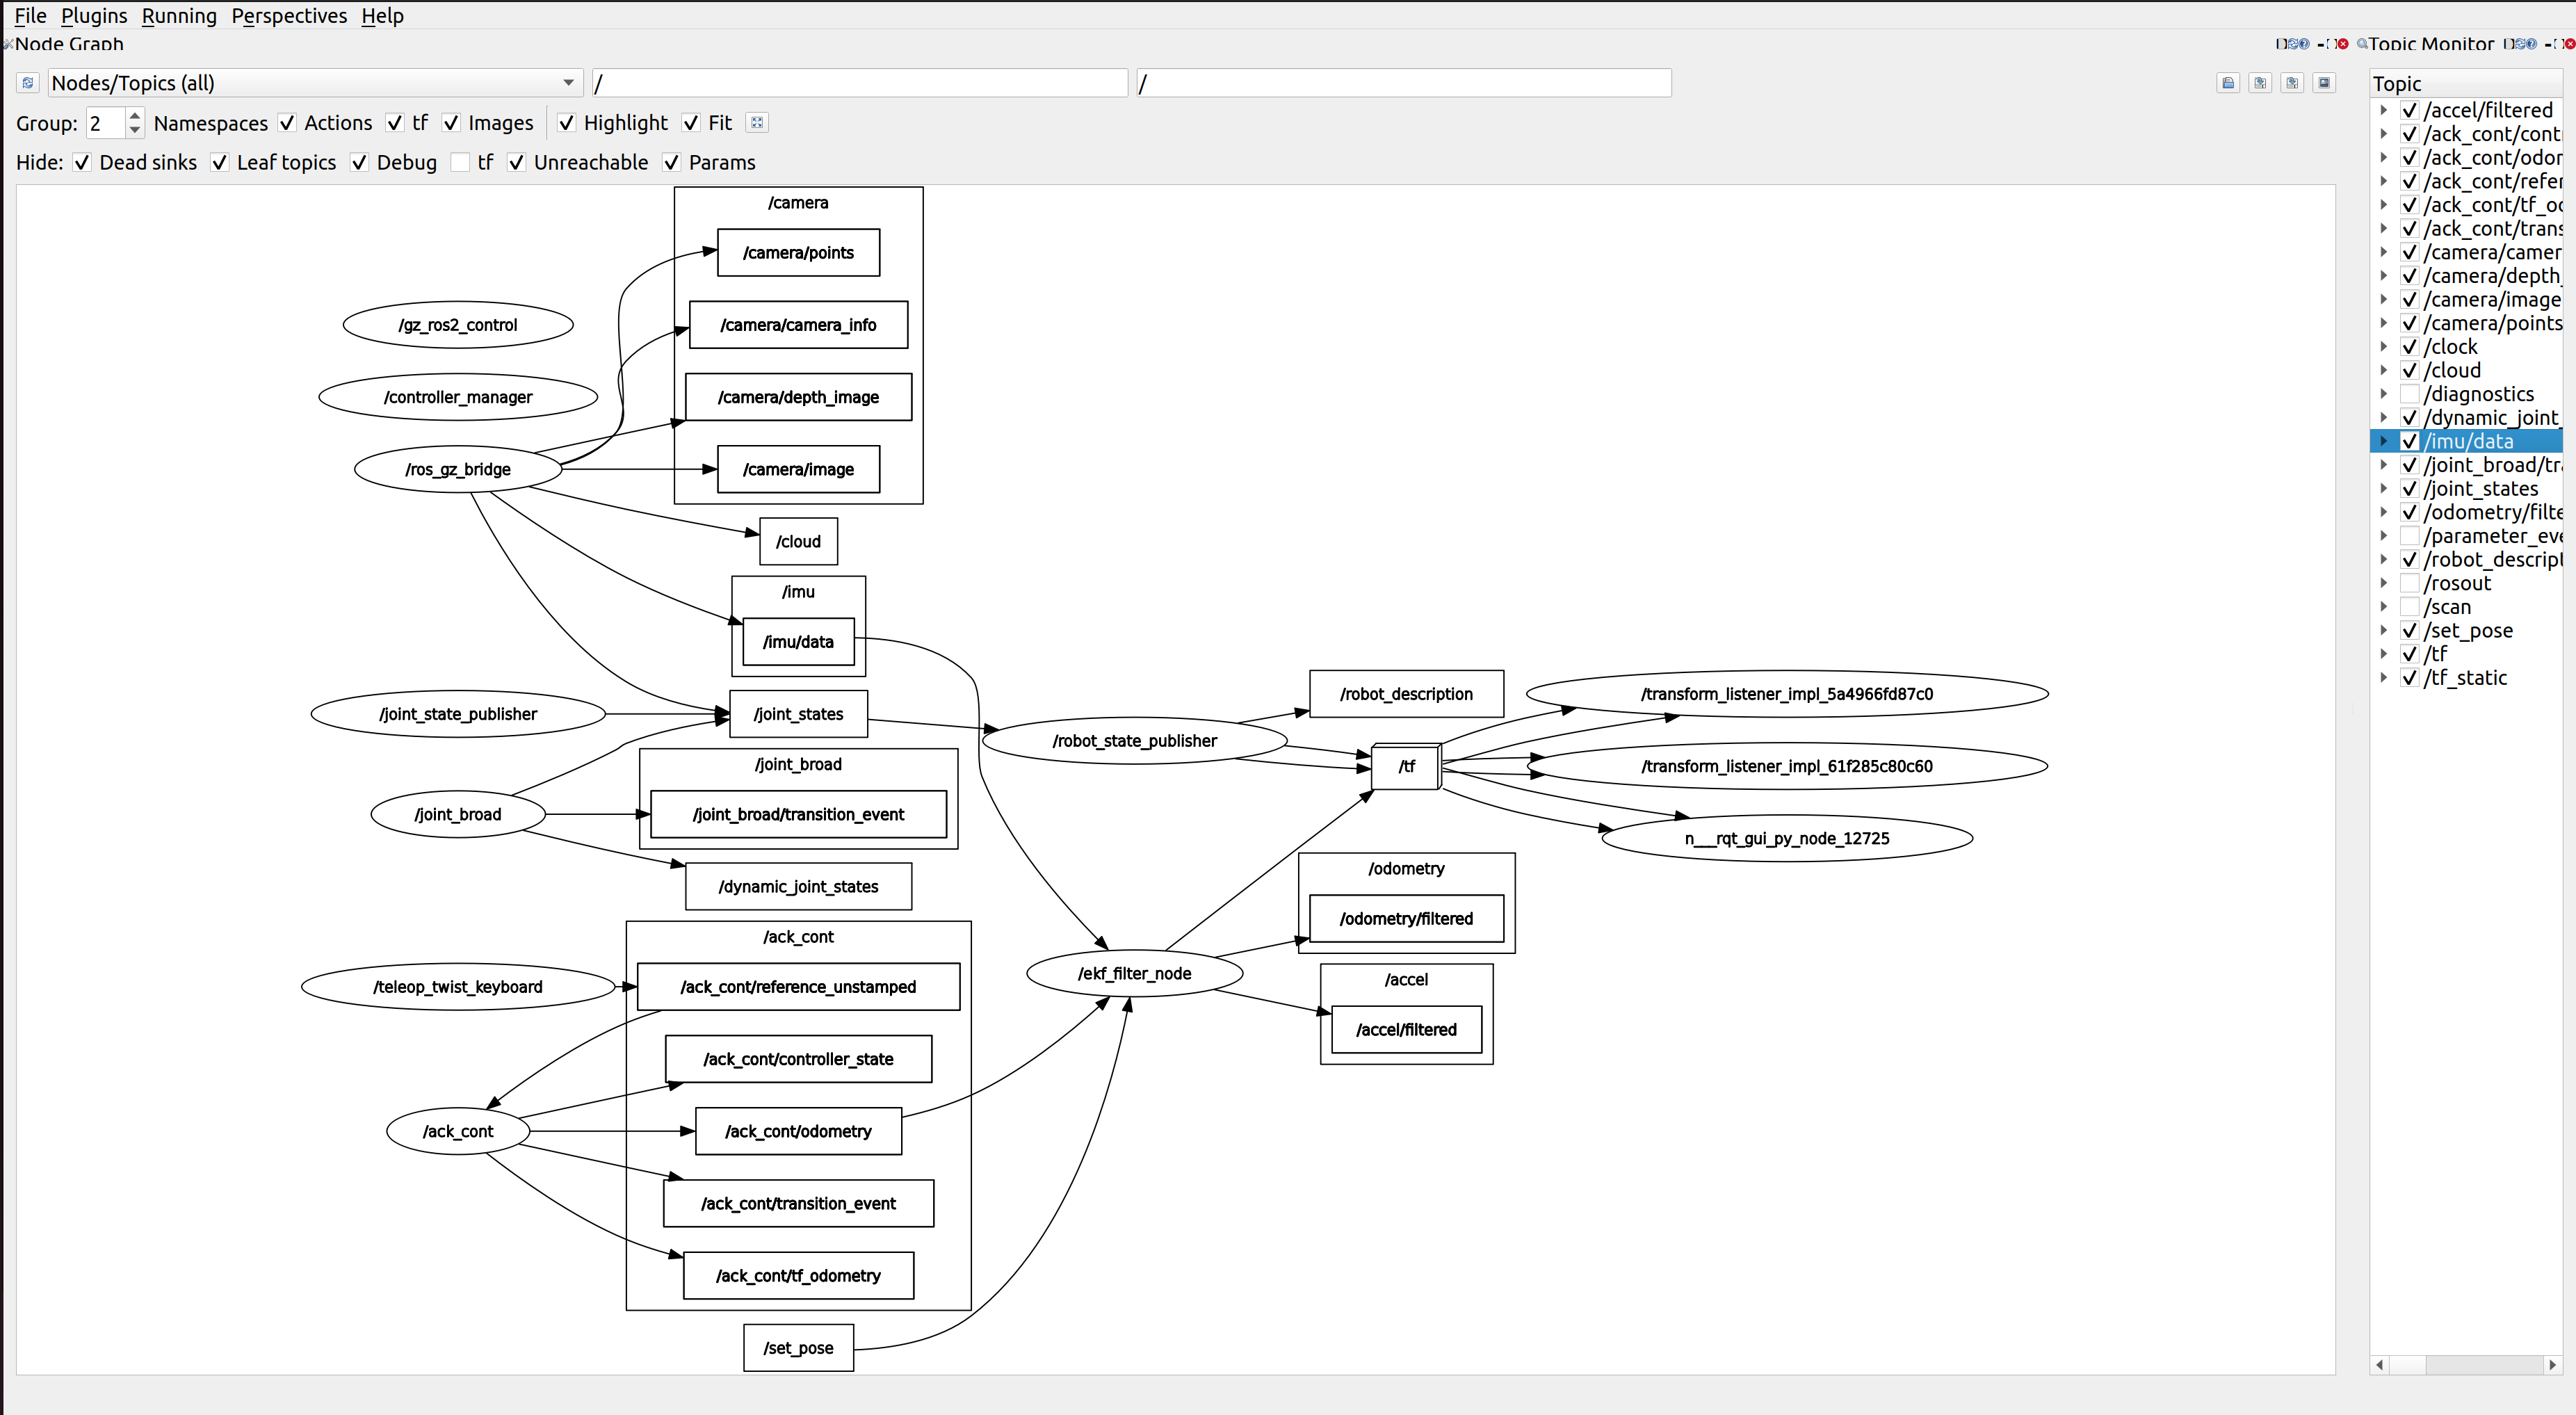 File Plugins Running Perspectives Help
Node Graph
Topic Monitor
Nodes/Topics (all)
/
/
Group: 2 Namespaces Actions tf Images Highlight Fit
Hide: Dead sinks Leaf topics Debug tf Unreachable Params
/camera
/camera/points
/gz_ros2_control
/camera/camera_info
/controller_manager
/camera/depth_image
/ros_gz_bridge
/camera/image
/cloud
/imu
/imu/data
/joint_state_publisher
/joint_states
/joint_broad
/joint_broad
/joint_broad/transition_event
/dynamic_joint_states
/ack_cont
/teleop_twist_keyboard
/ack_cont/reference_unstamped
/ack_cont/controller_state
/ack_cont
/ack_cont/odometry
/ack_cont/transition_event
/ack_cont/tf_odometry
/set_pose
/robot_state_publisher
/ekf_filter_node
/robot_description
/tf
/odometry
/odometry/filtered
/accel
/accel/filtered
/transform_listener_impl_5a4966fd87c0
/transform_listener_impl_61f285c80c60
n___rqt_gui_py_node_12725
Topic
/accel/filtered
/ack_cont/cont
/ack_cont/odor
/ack_cont/refer
/ack_cont/tf_oc
/ack_cont/trans
/camera/camer
/camera/depth_
/camera/image
/camera/points
/clock
/cloud
/diagnostics
/dynamic_joint_
/imu/data
/joint_broad/tra
/joint_states
/odometry/filte
/parameter_eve
/robot_descript
/rosout
/scan
/set_pose
/tf
/tf_static